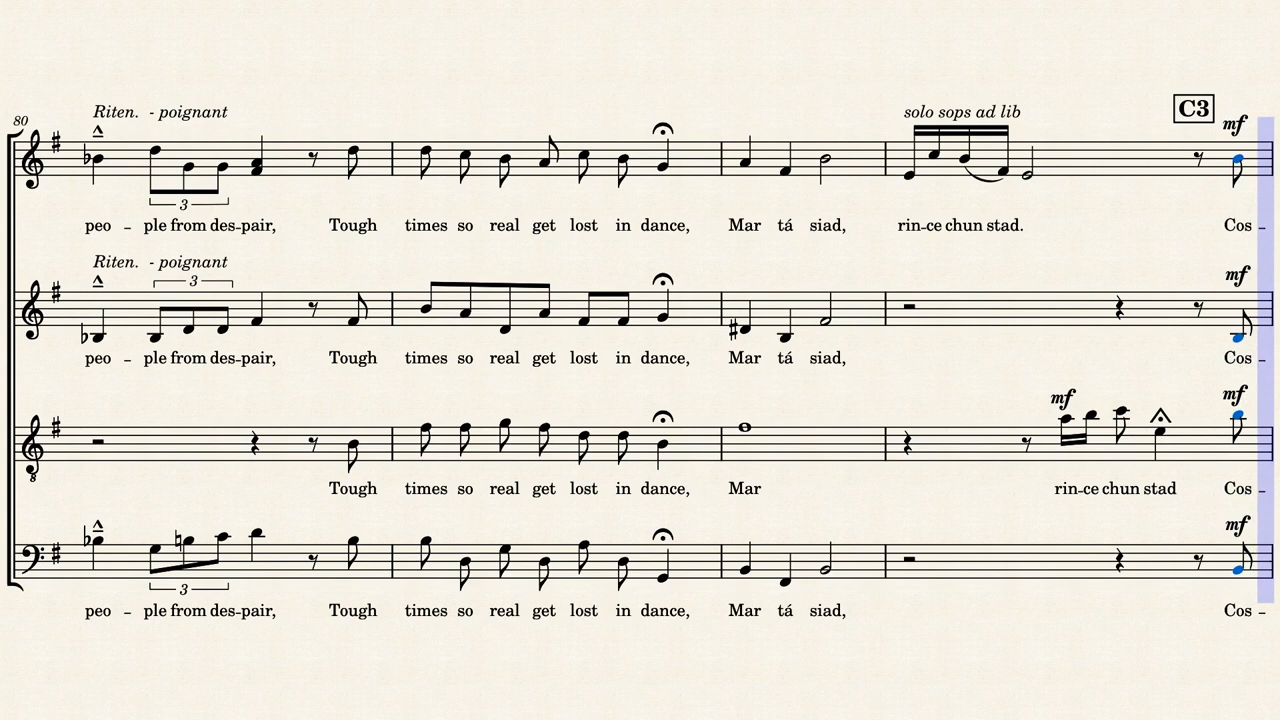 C3
80 Riten. - poignant solo sops ad lib mf
3
peo - ple from des-pair, Tough times so real get lost in dance, Mar tá siad, rin-ce chun stad. Cos -
Riten. - poignant mf
3
peo - ple from des-pair, Tough times so real get lost in dance, Mar tá siad, Cos -
mf mf
8
Tough times so real get lost in dance, Mar rin-ce chun stad Cos -
mf
3
peo - ple from des-pair, Tough times so real get lost in dance, Mar tá siad, Cos -